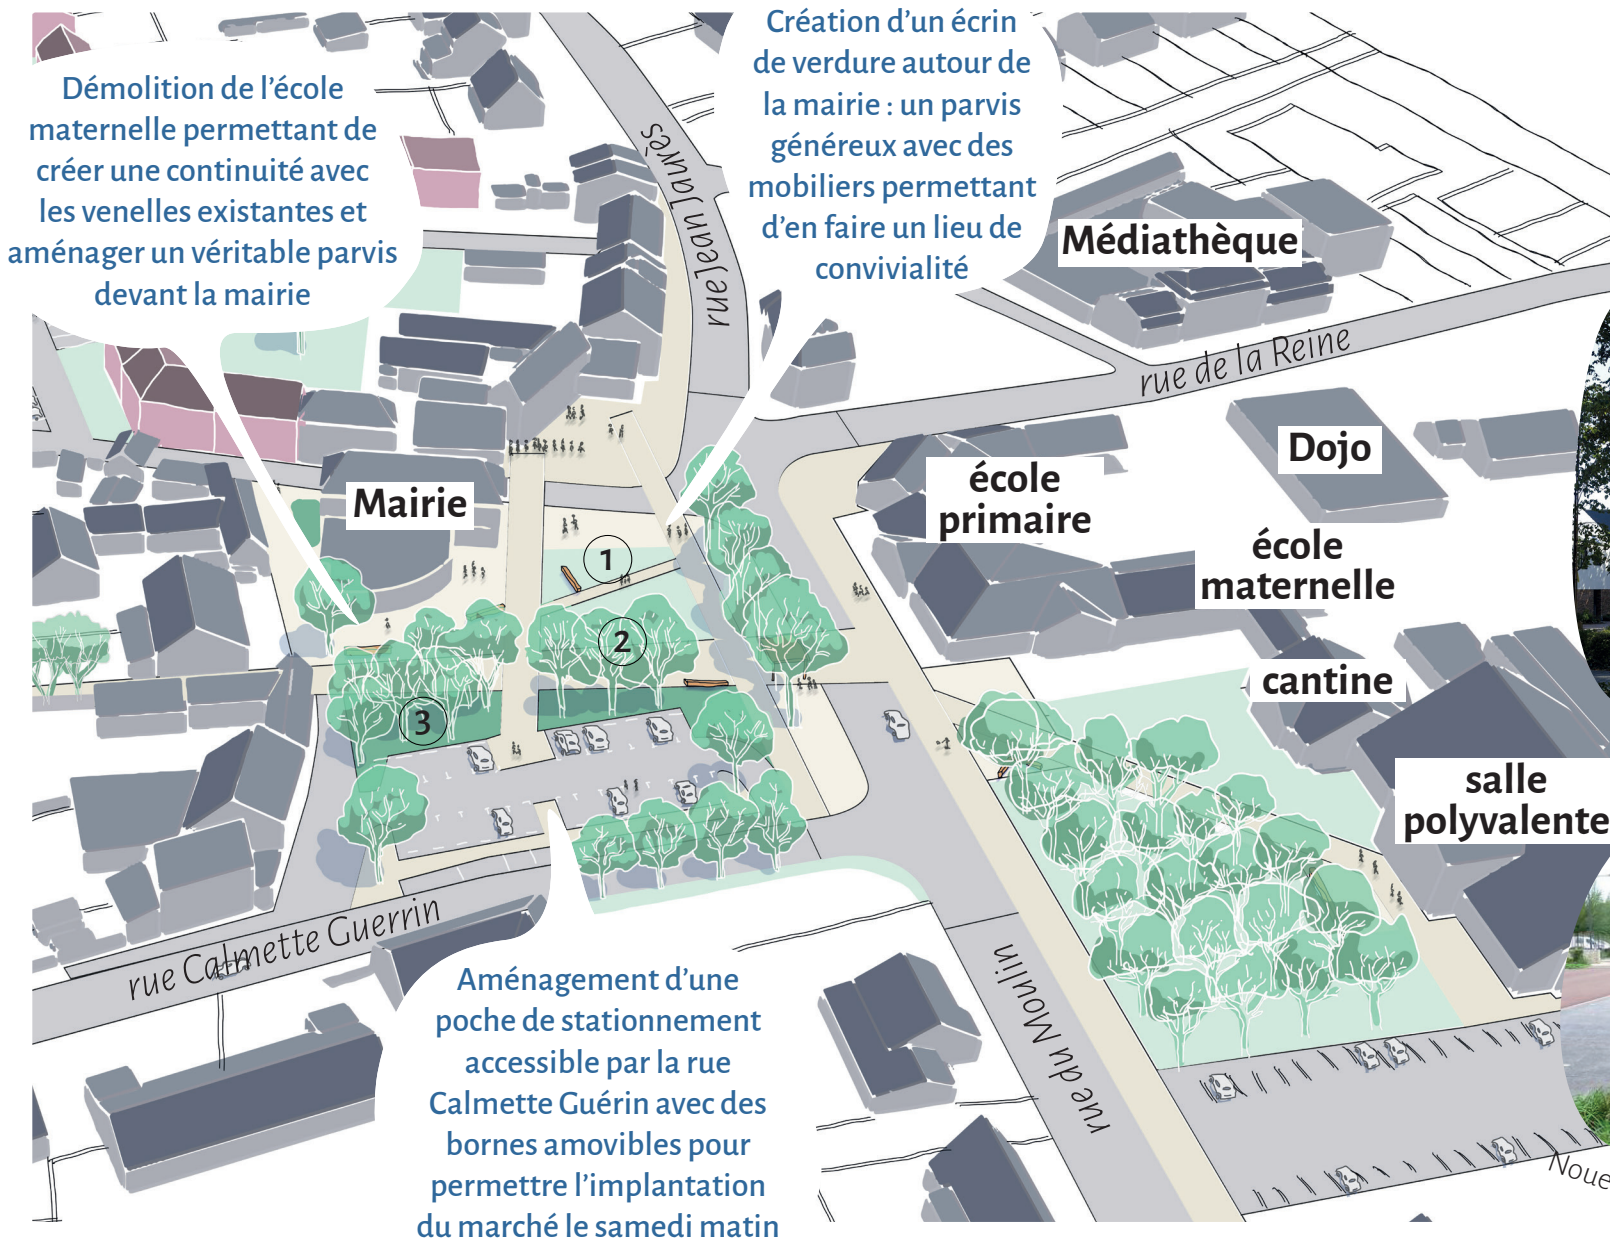 Démolition de l’école
maternelle permettant de
créer une continuité avec
les venelles existantes et
aménager un véritable parvis
devant la mairie
Création d’un écrin
de verdure autour de
la mairie : un parvis
généreux avec des
mobiliers permettant
d’en faire un lieu de
convivialité
rue Jean Jaurès
Médiathèque
rue de la Reine
Dojo
école
primaire
Mairie
école
maternelle
1
2
3
cantine
salle
polyvalente
rue Calmette Guerrin
rue du Moulin
Aménagement d’une
poche de stationnement
accessible par la rue
Calmette Guérin avec des
bornes amovibles pour
permettre l’implantation
du marché le samedi matin
Noue